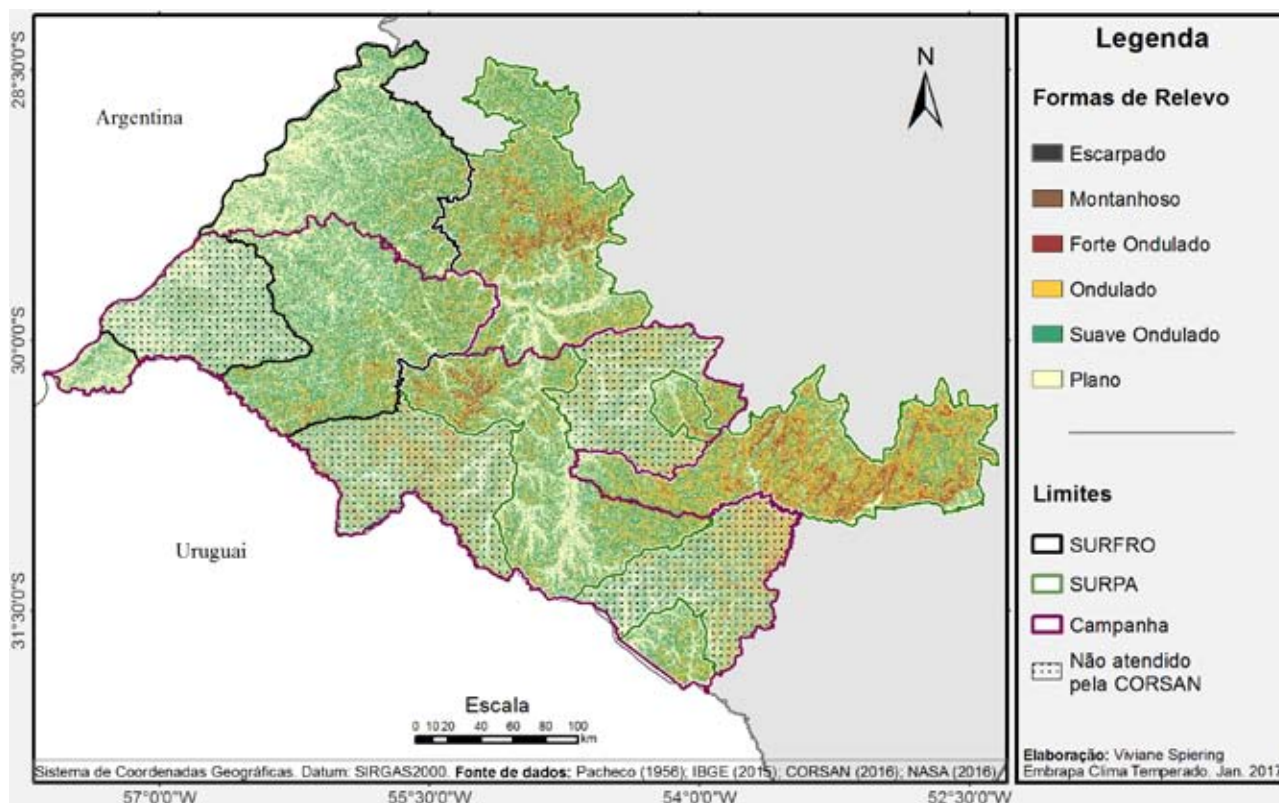 28°30'0"S
30°0'0"S
31°30'0"S
Argentina
Uruguai
N
Escala
0 10 20 40 60 80 100
km
Sistema de Coordenadas Geográficas. Datum: SIRGAS2000. Fonte de dados: Pacheco (1956); IBGE (2015); CORSAN (2016); NASA (2016)
57°0'0"W
55°30'0"W
54°0'0"W
52°30'0"W
Legenda
Formas de Relevo
Escarpado
Montanhoso
Forte Ondulado
Ondulado
Suave Ondulado
Plano
Limites
SURFRO
SURPA
Campanha
Não atendido
pela CORSAN
Elaboração: Viviane Spiering
Embrapa Clima Temperado. Jan. 2017